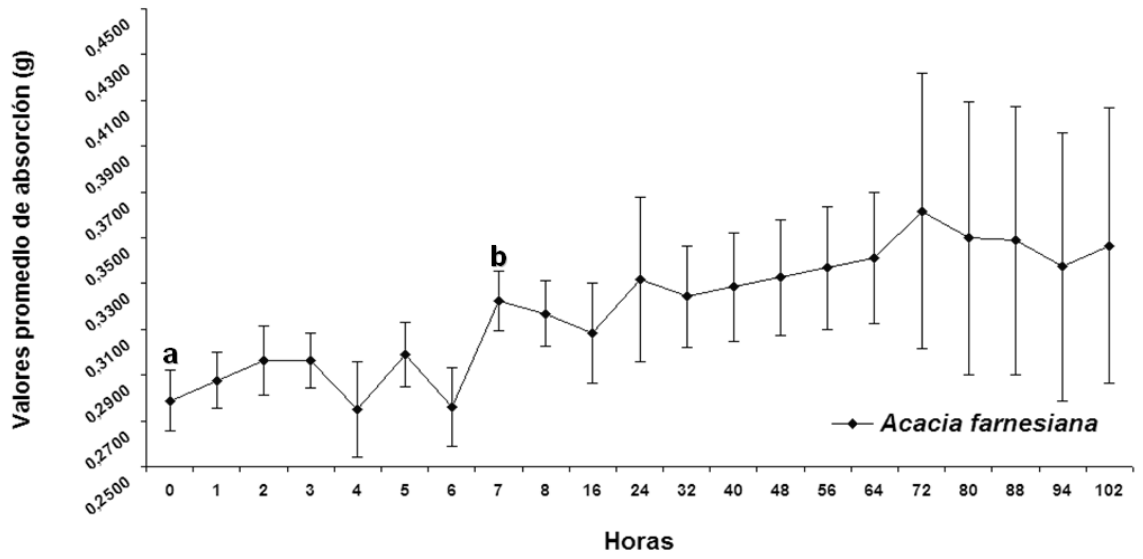 Valores promedio de absorción (g)
0,4500
0,4300
0,4100
0,3900
0,3700
0,3500
0,3300
0,3100
0,2900
0,2700
0,2500
a
b
Acacia farnesiana
0 1 2 3 4 5 6 7 8 16 24 32 40 48 56 64 72 80 88 94 102
Horas